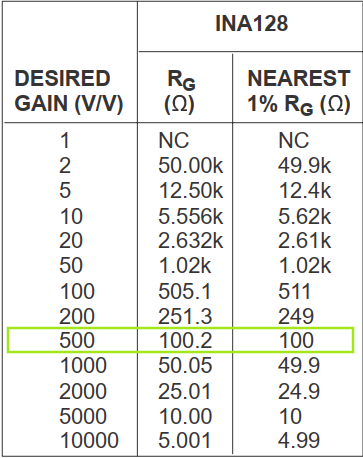 INA128
DESIRED GAIN (V/V) RG (Ω) NEAREST 1% RG (Ω)
1 NC NC
2 50.00k 49.9k
5 12.50k 12.4k
10 5.556k 5.62k
20 2.632k 2.61k
50 1.02k 1.02k
100 505.1 511
200 251.3 249
500 100.2 100
1000 50.05 49.9
2000 25.01 24.9
5000 10.00 10
10000 5.001 4.99